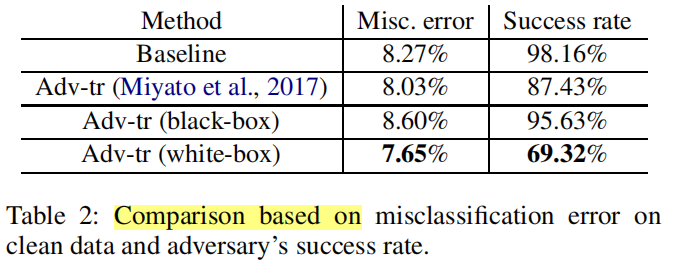 Method Misc. error Success rate
Baseline 8.27% 98.16%
Adv-tr (Miyato et al., 2017) 8.03% 87.43%
Adv-tr (black-box) 8.60% 95.63%
Adv-tr (white-box) 7.65% 69.32%
Table 2: Comparison based on misclassification error on
clean data and adversary's success rate.